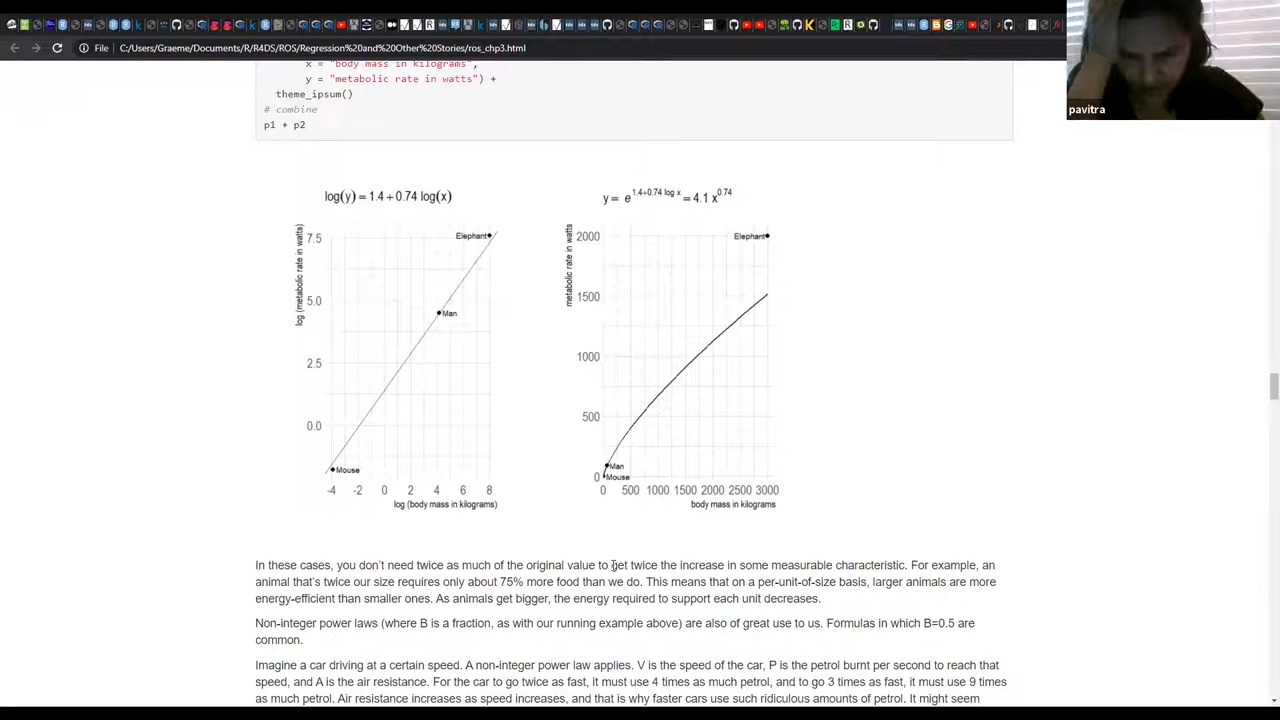 File
C:/Users/Graeme/Documents/R/R4DS/ROS/Regression%20and%20Other%20Stories/ros_chp3.html
pavitra
x = "body mass in kilograms",
y = "metabolic rate in watts") +
theme_ipsum()
# combine
p1 + p2
log(y) = 1.4 + 0.74 log(x)
log (metabolic rate in watts)
7.5
5.0
2.5
0.0
Elephant
Man
Mouse
-4 -2 0 2 4 6 8
log (body mass in kilograms)
y = e^1.4+0.74 log x = 4.1 x^0.74
metabolic rate in watts
2000
1500
1000
500
0
Elephant
Man
Mouse
0 500 1000 1500 2000 2500 3000
body mass in kilograms
In these cases, you don't need twice as much of the original value to get twice the increase in some measurable characteristic. For example, an
animal that's twice our size requires only about 75% more food than we do. This means that on a per-unit-of-size basis, larger animals are more
energy-efficient than smaller ones. As animals get bigger, the energy required to support each unit decreases.
Non-integer power laws (where B is a fraction, as with our running example above) are also of great use to us. Formulas in which B=0.5 are
common.
Imagine a car driving at a certain speed. A non-integer power law applies. V is the speed of the car, P is the petrol burnt per second to reach that
speed, and A is the air resistance. For the car to go twice as fast, it must use 4 times as much petrol, and to go 3 times as fast, it must use 9 times
as much petrol. Air resistance increases as speed increases, and that is why faster cars use such ridiculous amounts of petrol. It might seem